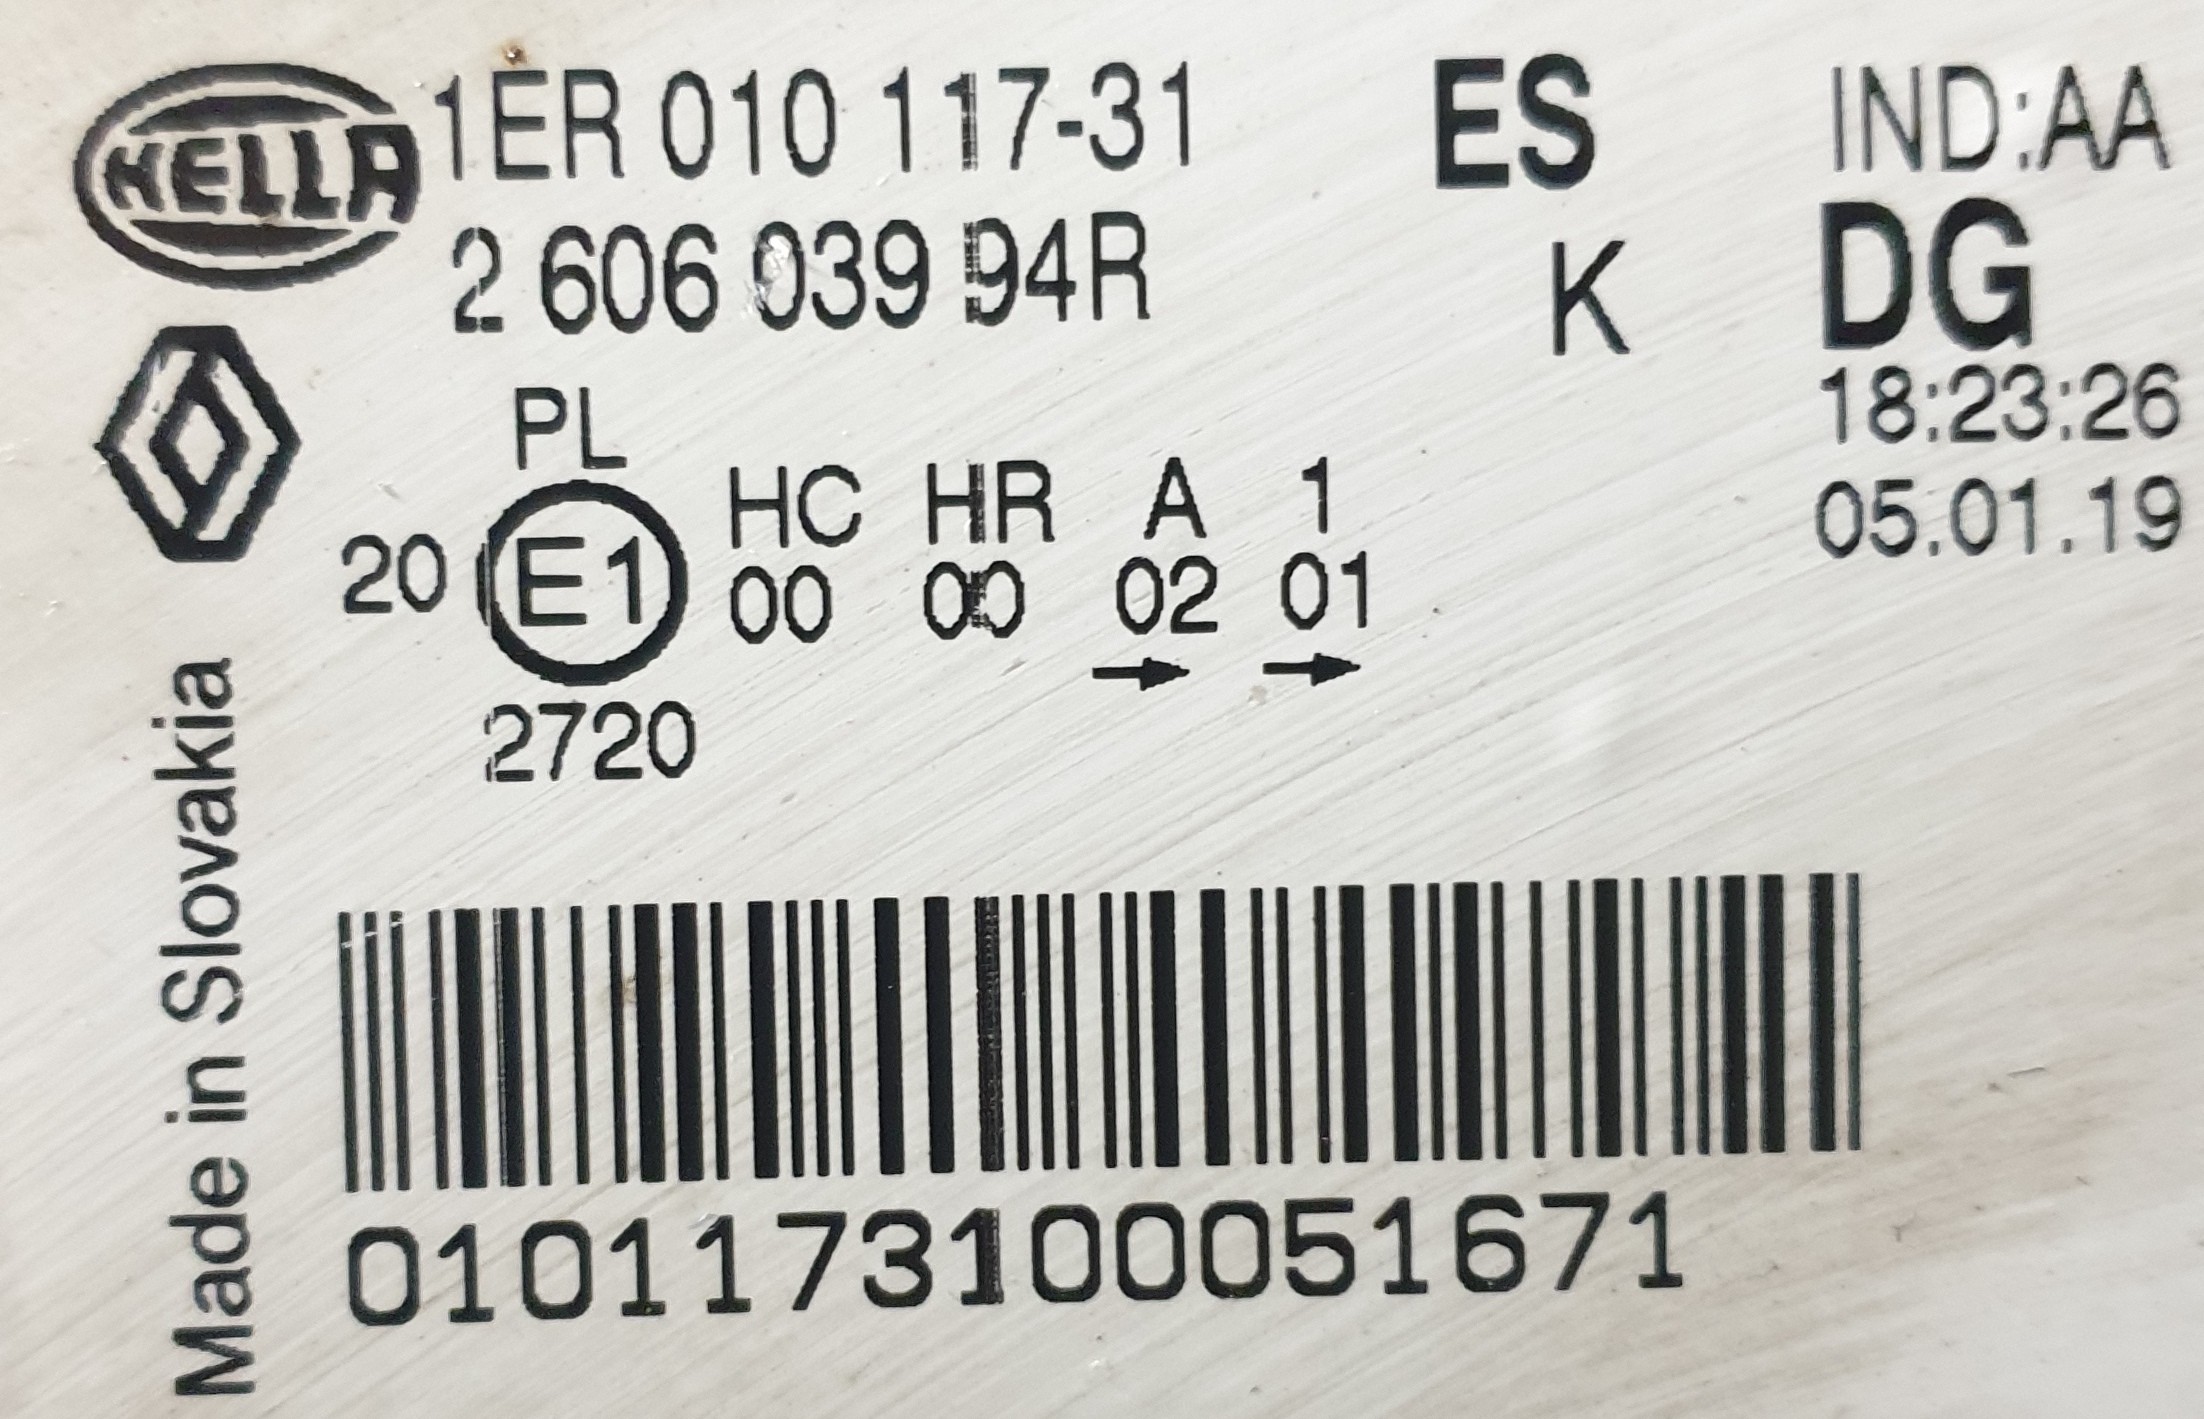 HELLA 1ER 010 117-31 ES IND:AA
2 606 039 94R K DG
18:23:26
05.01.19
PL
HC HR A 1
20 E1 00 00 02 01
→ →
2720
Made in Slovakia
0101173100051671